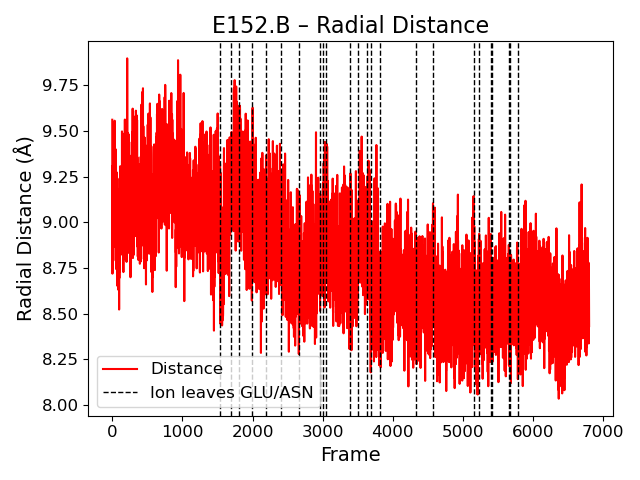 E152.B – Radial Distance
Radial Distance (Å)
9.75
9.50
9.25
9.00
8.75
8.50
8.25
8.00
Distance
Ion leaves GLU/ASN
0 1000 2000 3000 4000 5000 6000 7000
Frame